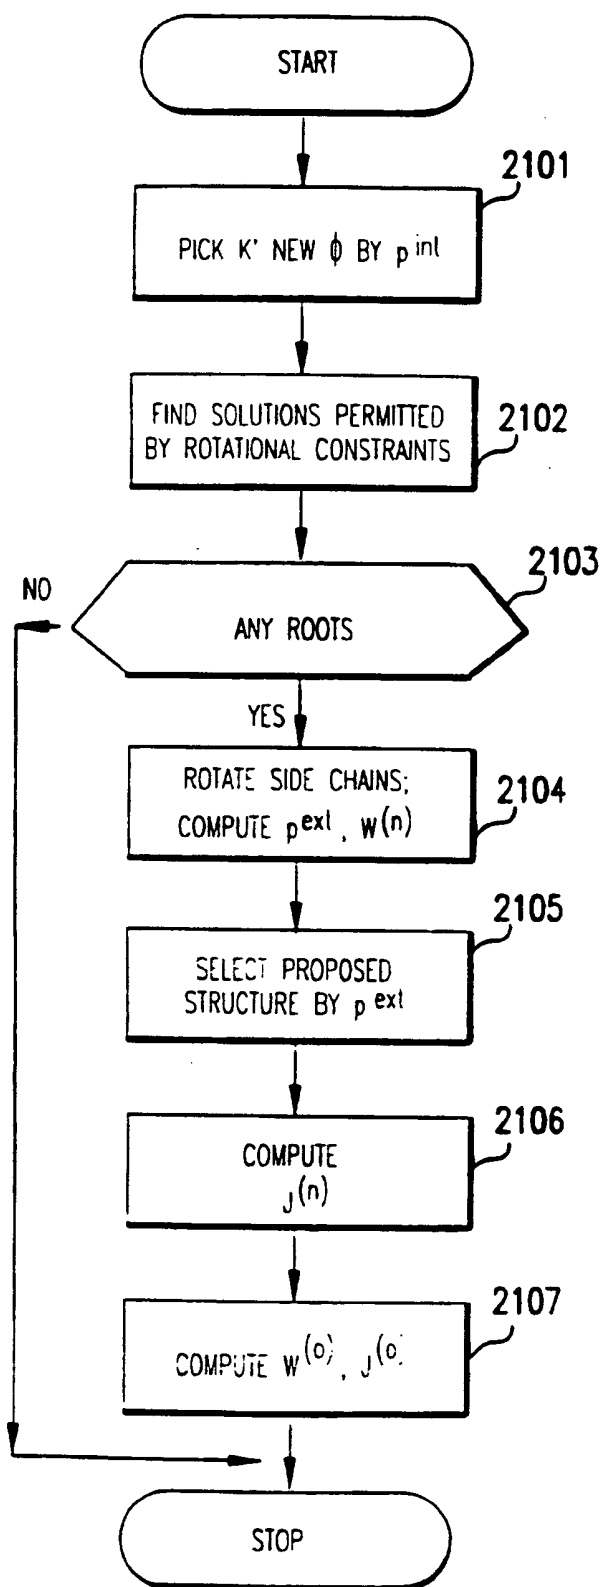 START
2101
PICK K' NEW ϕ BY p^int
FIND SOLUTIONS PERMITTED
BY ROTATIONAL CONSTRAINTS
2102
2103
NO
ANY ROOTS
YES
ROTATE SIDE CHAINS;
COMPUTE p^ext, W^(n)
2104
2105
SELECT PROPOSED
STRUCTURE BY p^ext
2106
COMPUTE
J^(n)
2107
COMPUTE W^(o), J^(o)
STOP